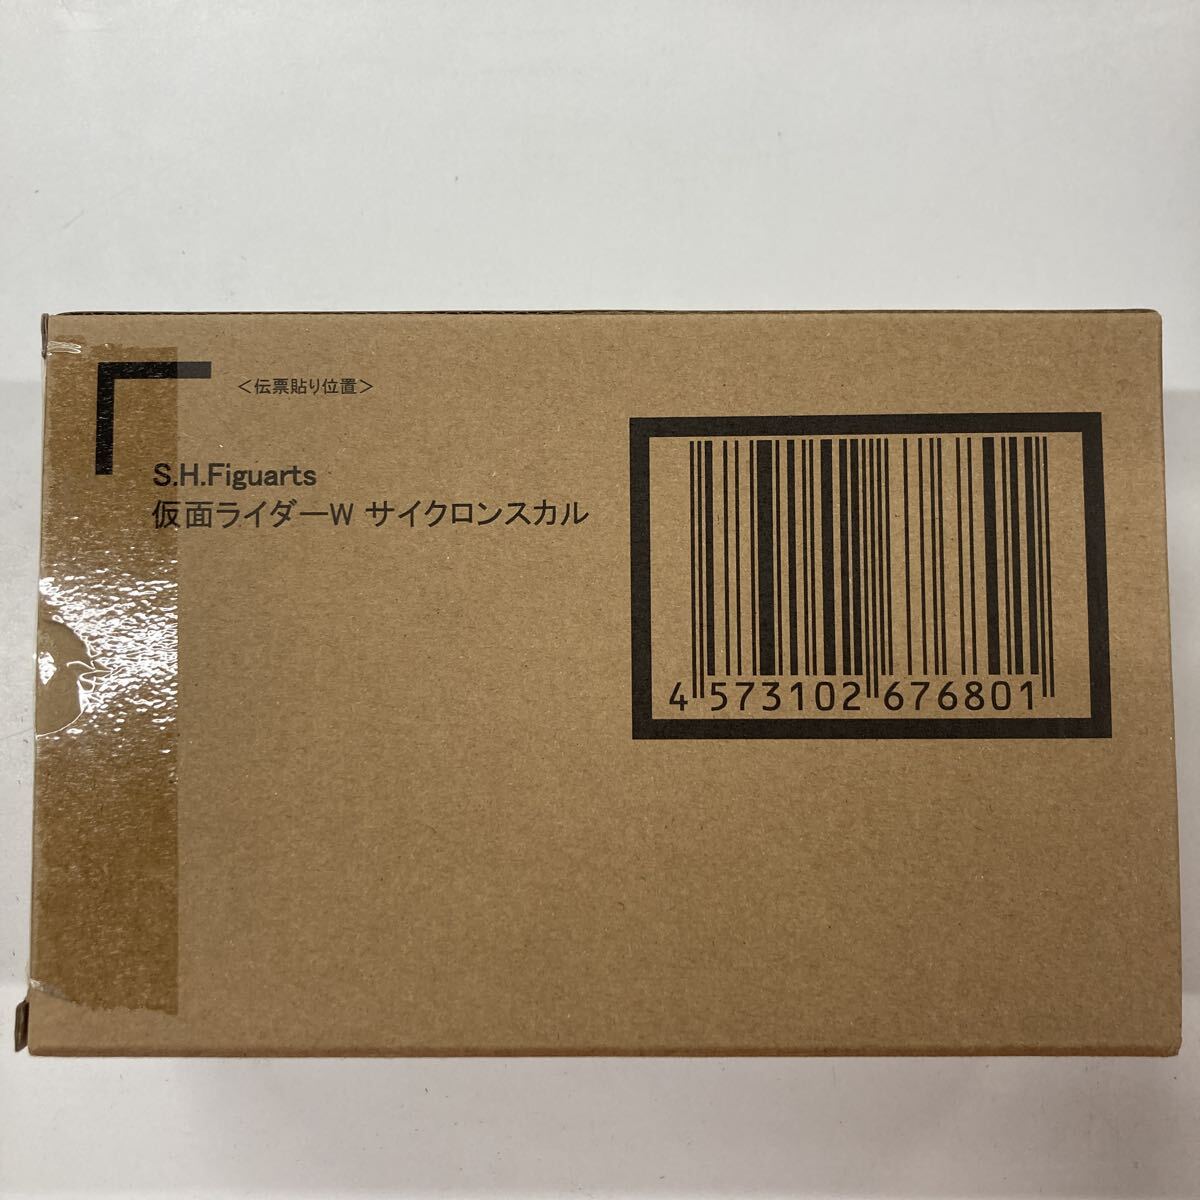 ＜伝票貼り位置＞
S.H.Figuarts
仮面ライダーW サイクロンスカル
4 573102 676801